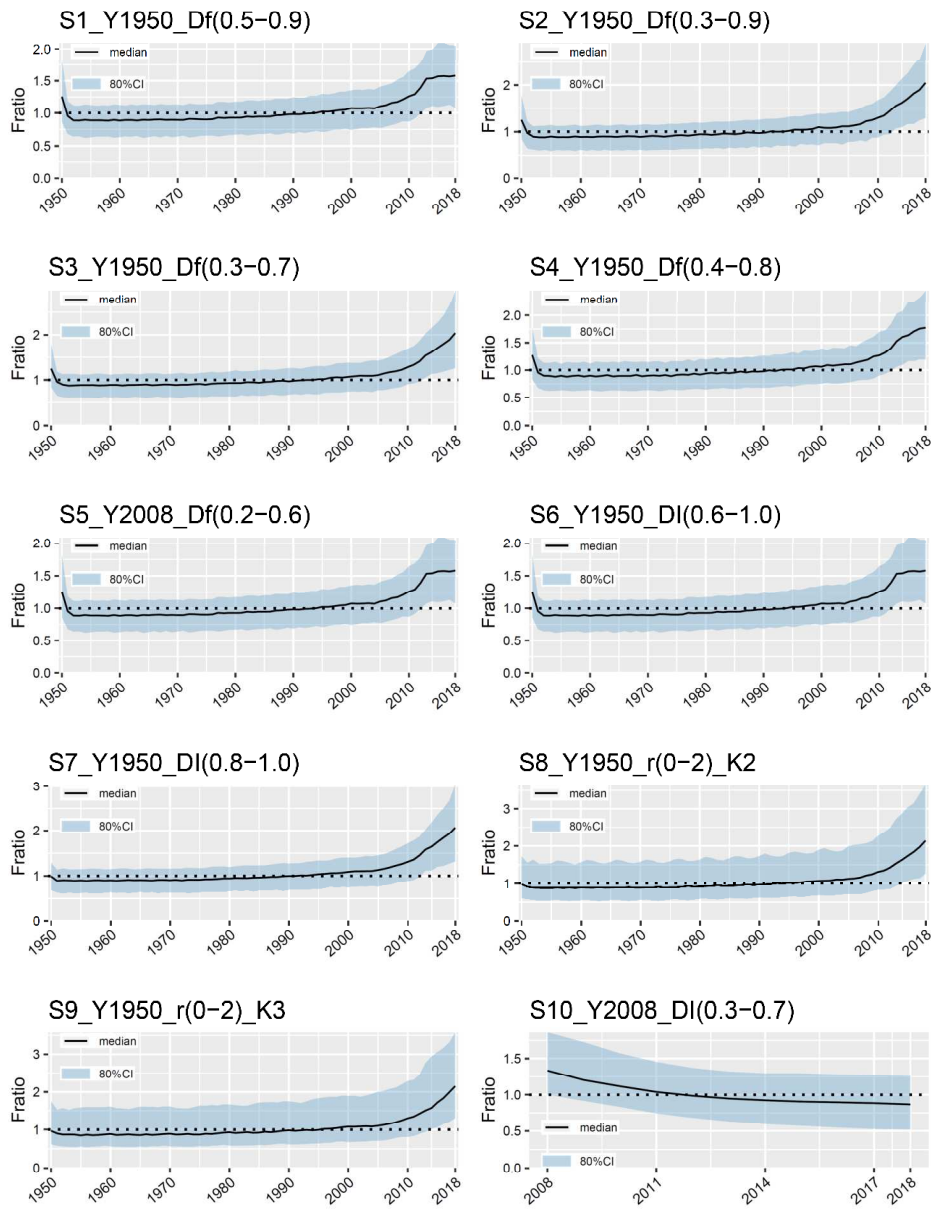 S1_Y1950_Df(0.5−0.9)
2.0
1.5
1.0
0.5
0.0
Fratio
median
80%CI
1950
1960
1970
1980
1990
2000
2010
2018
S2_Y1950_Df(0.3−0.9)
2
1
0
Fratio
median
80%CI
1950
1960
1970
1980
1990
2000
2010
2018
S3_Y1950_Df(0.3−0.7)
2
1
0
Fratio
median
80%CI
1950
1960
1970
1980
1990
2000
2010
2018
S4_Y1950_Df(0.4−0.8)
2.0
1.5
1.0
0.5
0.0
Fratio
median
80%CI
1950
1960
1970
1980
1990
2000
2010
2018
S5_Y2008_Df(0.2−0.6)
2.0
1.5
1.0
0.5
0.0
Fratio
median
80%CI
1950
1960
1970
1980
1990
2000
2010
2018
S6_Y1950_DI(0.6−1.0)
2.0
1.5
1.0
0.5
0.0
Fratio
median
80%CI
1950
1960
1970
1980
1990
2000
2010
2018
S7_Y1950_DI(0.8−1.0)
3
2
1
0
Fratio
median
80%CI
1950
1960
1970
1980
1990
2000
2010
2018
S8_Y1950_r(0−2)_K2
3
2
1
0
Fratio
median
80%CI
1950
1960
1970
1980
1990
2000
2010
2018
S9_Y1950_r(0−2)_K3
3
2
1
0
Fratio
median
80%CI
1950
1960
1970
1980
1990
2000
2010
2018
S10_Y2008_DI(0.3−0.7)
1.5
1.0
0.5
0.0
Fratio
median
80%CI
2008
2011
2014
2017
2018